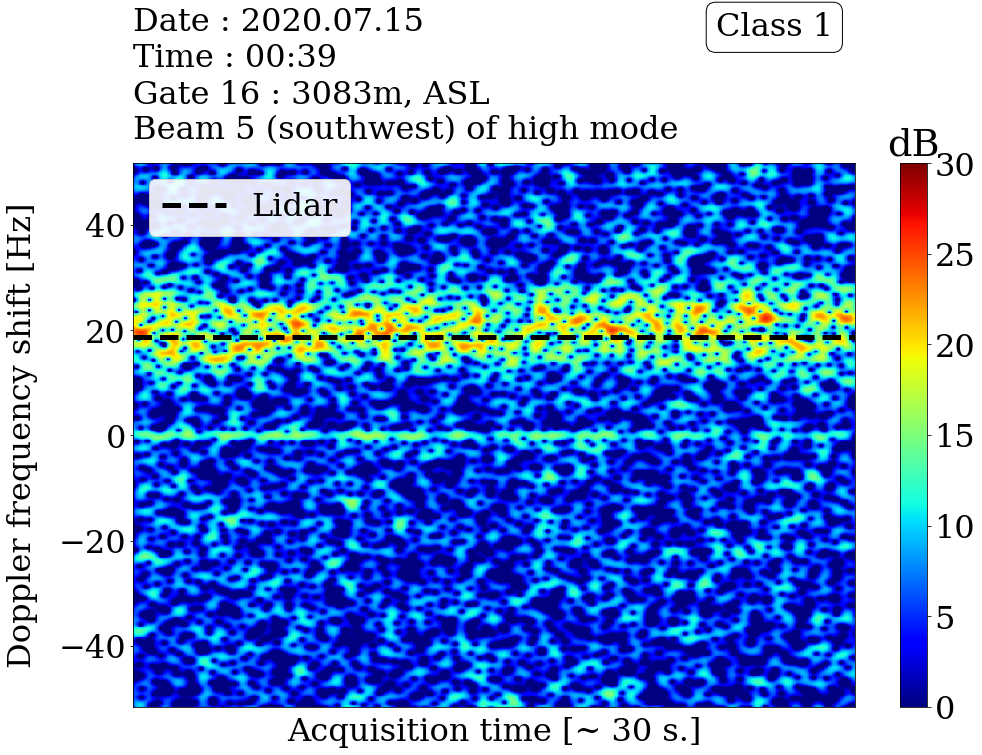 Date : 2020.07.15
Time : 00:39
Gate 16 : 3083m, ASL
Beam 5 (southwest) of high mode
Class 1
dB
Lidar
Doppler frequency shift [Hz]
40
20
0
−20
−40
Acquisition time [~ 30 s.]
30
25
20
15
10
5
0